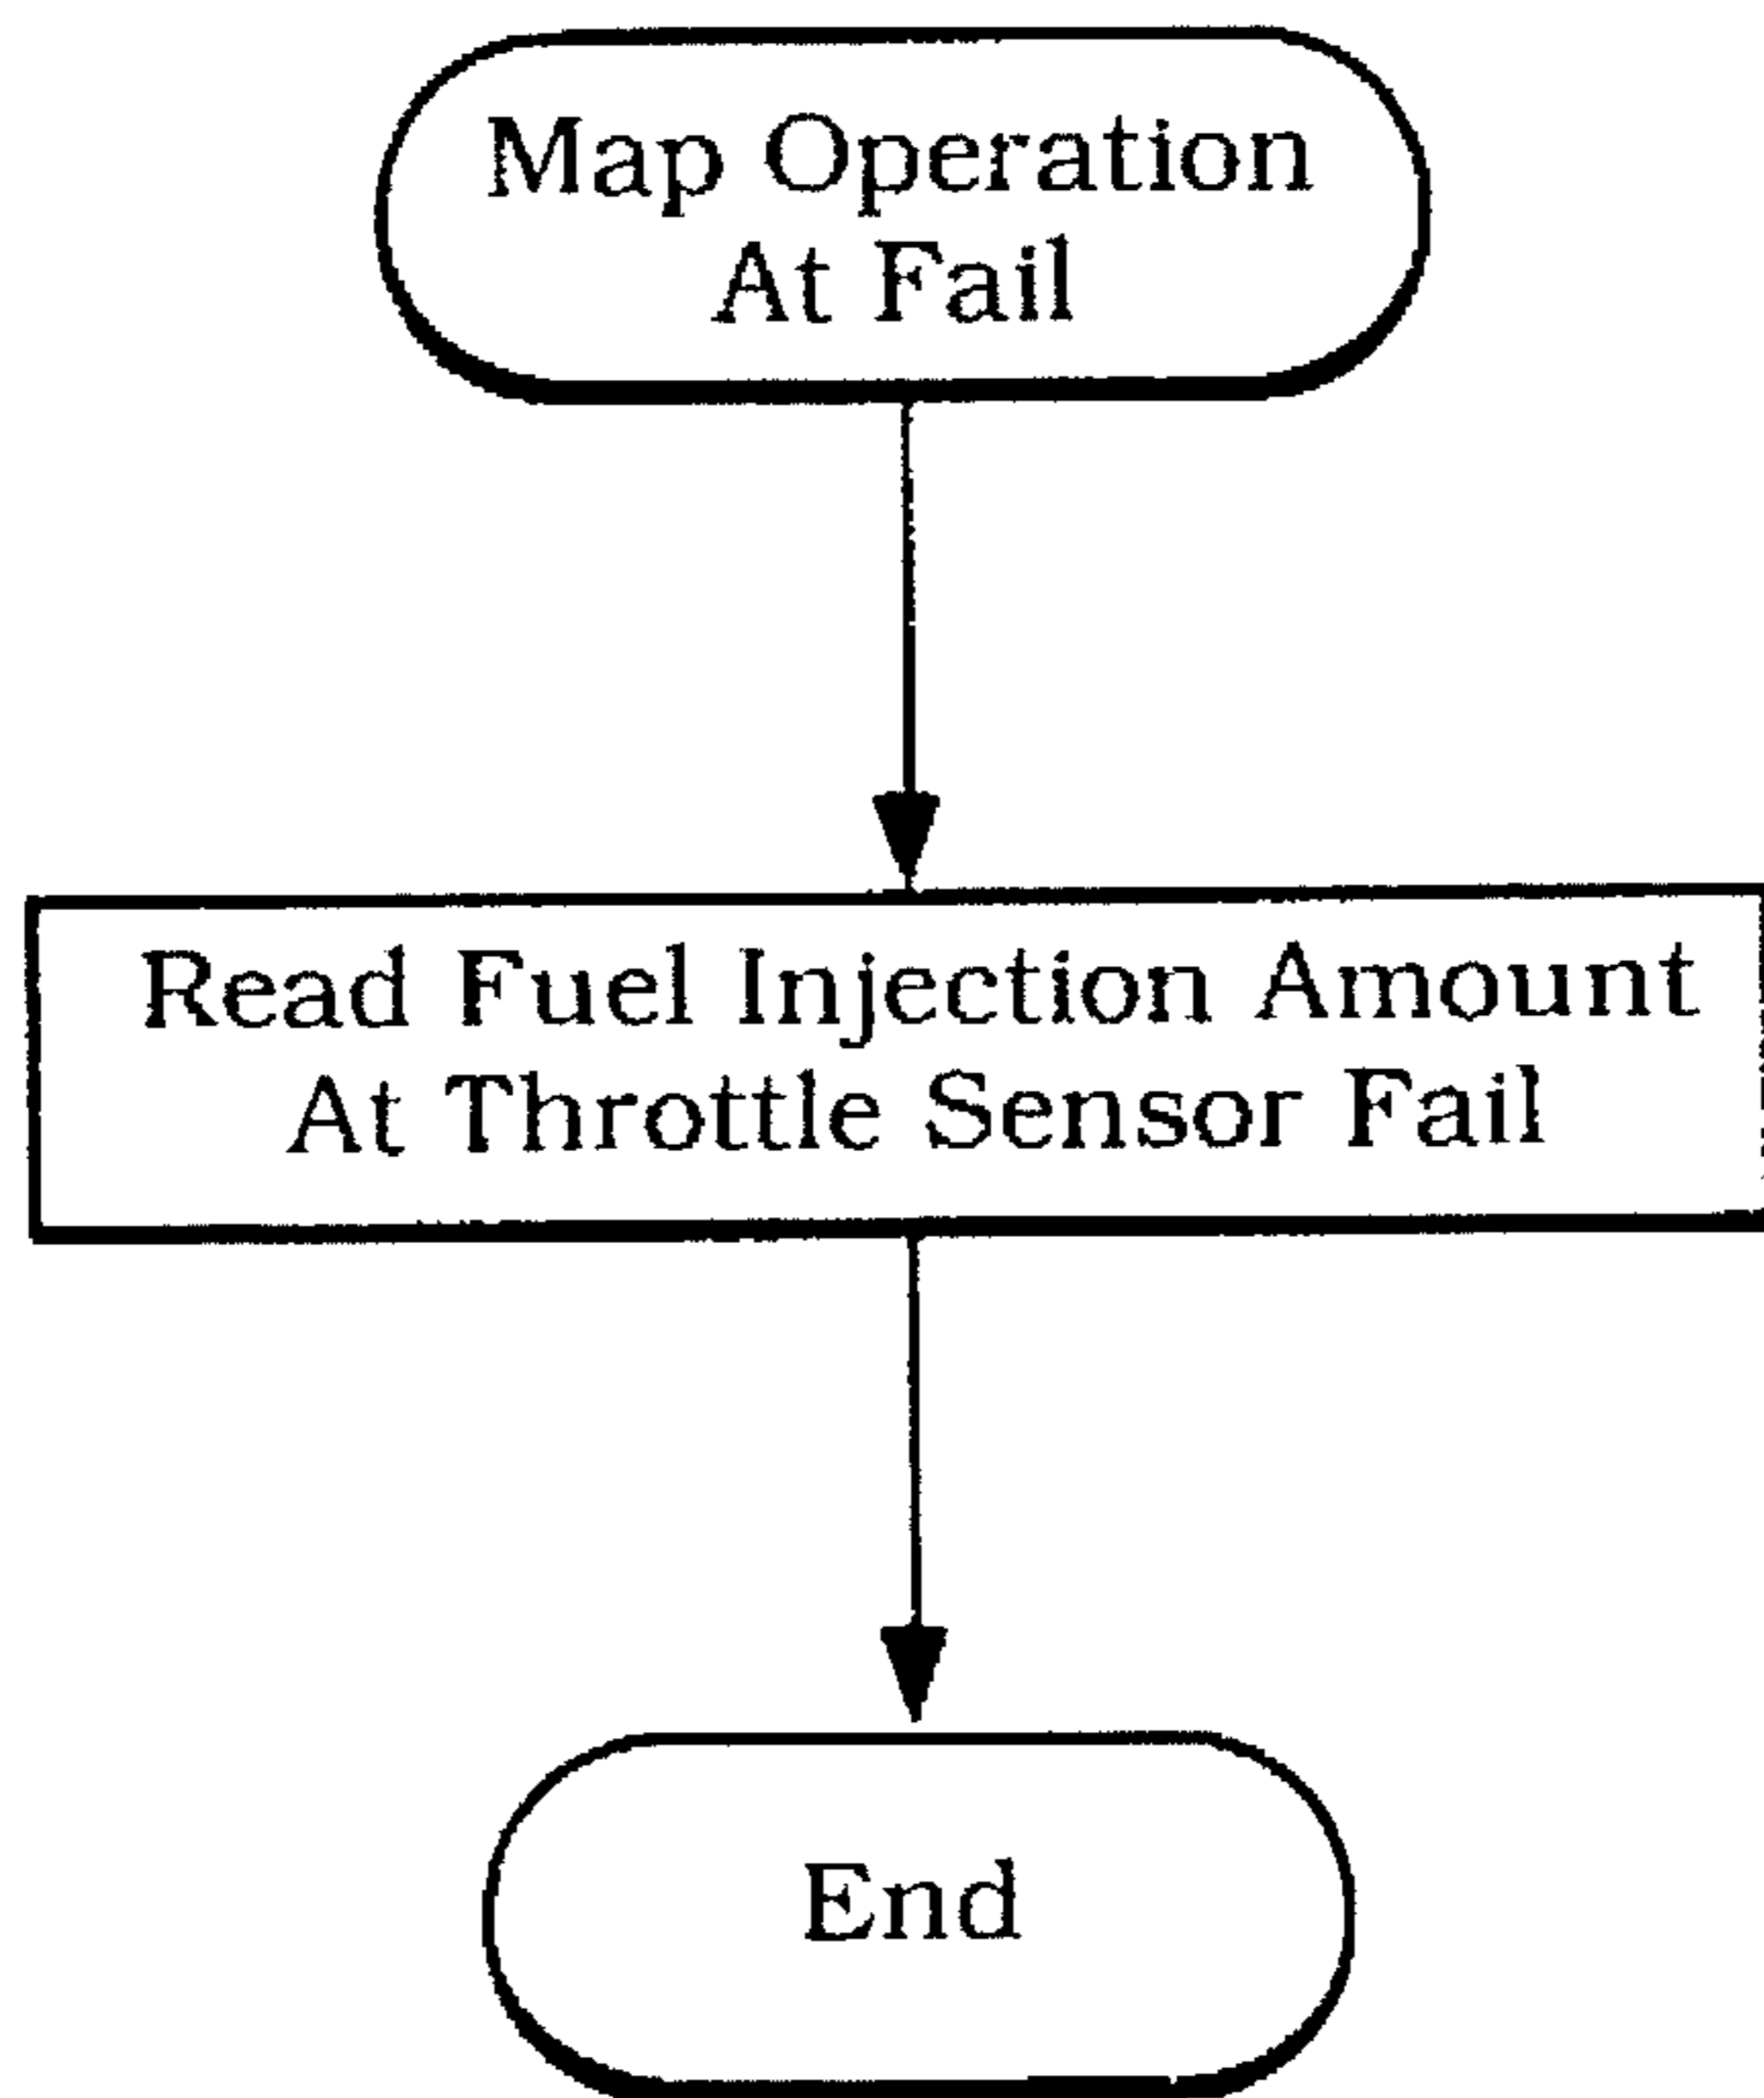 Map Operation
At Fail
Read Fuel Injection Amount
At Throttle Sensor Fail
End